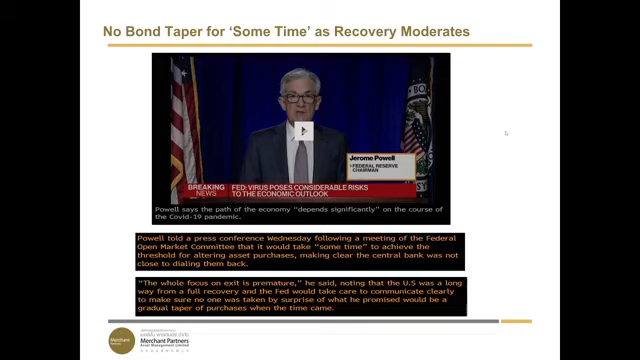 No Bond Taper for ‘Some Time’ as Recovery Moderates
Jerome Powell
FEDERAL RESERVE
CHAIRMAN
BREAKING
NEWS
FED: VIRUS POSES CONSIDERABLE RISKS
TO THE ECONOMIC OUTLOOK
Powell says the path of the economy “depends significantly” on the course of
the Covid-19 pandemic.
Powell told a press conference Wednesday following a meeting of the Federal
Open Market Committee that it would take “some time” to achieve the
threshold for altering asset purchases, making clear the central bank was not
close to dialing them back.
“The whole focus on exit is premature,” he said, noting that the U.S was a long
way from a full recovery and the Fed would take care to communicate clearly
to make sure no one was taken by surprise of what he promised would be a
gradual taper of purchases when the time came.
Merchant Partners
Asset Management Limited